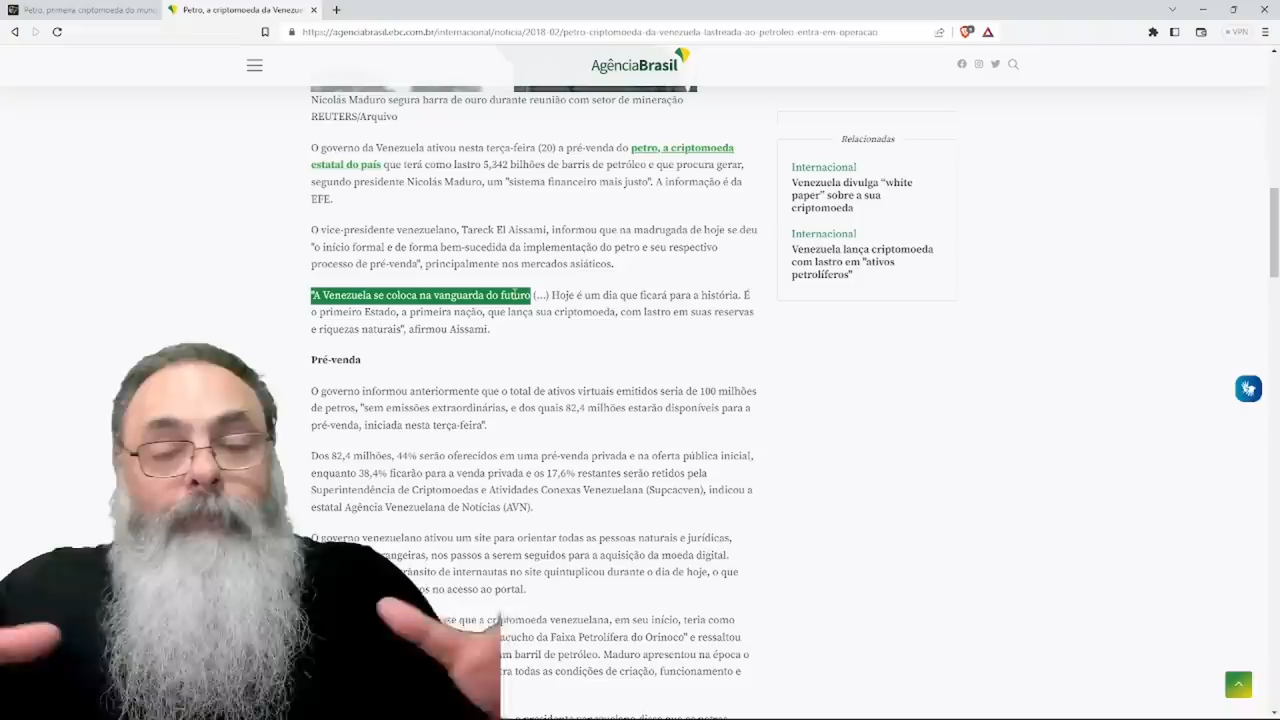 Petro, primeira criptomoeda do mun
Petro, a criptomoeda da Venezue
https://agenciabrasil.ebc.com.br/internacional/noticia/2018-02/petro-criptomoeda-da-venezuela-lastreada-ao-petroleo-entra-em-operacao
VPN
AgênciaBrasil
Nicolás Maduro segura barra de ouro durante reunião com setor de mineração
REUTERS/Arquivo
O governo da Venezuela ativou nesta terça-feira (20) a pré-venda do petro, a criptomoeda
estatal do país que terá como lastro 5,342 bilhões de barris de petróleo e que procura gerar,
segundo presidente Nicolás Maduro, um "sistema financeiro mais justo". A informação é da
EFE.
O vice-presidente venezuelano, Tareck El Aissami, informou que na madrugada de hoje se deu
"o início formal e de forma bem-sucedida da implementação do petro e seu respectivo
processo de pré-venda", principalmente nos mercados asiáticos.
"A Venezuela se coloca na vanguarda do futuro (...) Hoje é um dia que ficará para a história. É
o primeiro Estado, a primeira nação, que lança sua criptomoeda, com lastro em suas reservas
e riquezas naturais", afirmou Aissami.
Pré-venda
O governo informou anteriormente que o total de ativos virtuais emitidos seria de 100 milhões
de petros, "sem emissões extraordinárias, e dos quais 82,4 milhões estarão disponíveis para a
pré-venda, iniciada nesta terça-feira".
Dos 82,4 milhões, 44% serão oferecidos em uma pré-venda privada e na oferta pública inicial,
enquanto 38,4% ficarão para a venda privada e os 17,6% restantes serão retidos pela
Superintendência de Criptomoedas e Atividades Conexas Venezuelana (Supcacven), indicou a
estatal Agência Venezuelana de Notícias (AVN).
O governo venezuelano ativou um site para orientar todas as pessoas naturais e jurídicas,
rangeiras, nos passos a serem seguidos para a aquisição da moeda digital.
rânsito de internautas no site quintuplicou durante o dia de hoje, o que
os no acesso ao portal.
se que a criptomoeda venezuelana, em seu início, teria como
acucho da Faixa Petrolífera do Orinoco" e ressaltou
m barril de petróleo. Maduro apresentou na época o
tra todas as condições de criação, funcionamento e
Relacionadas
Internacional
Venezuela divulga "white
paper" sobre a sua
criptomoeda
Internacional
Venezuela lança criptomoeda
com lastro em "ativos
petrolíferos"